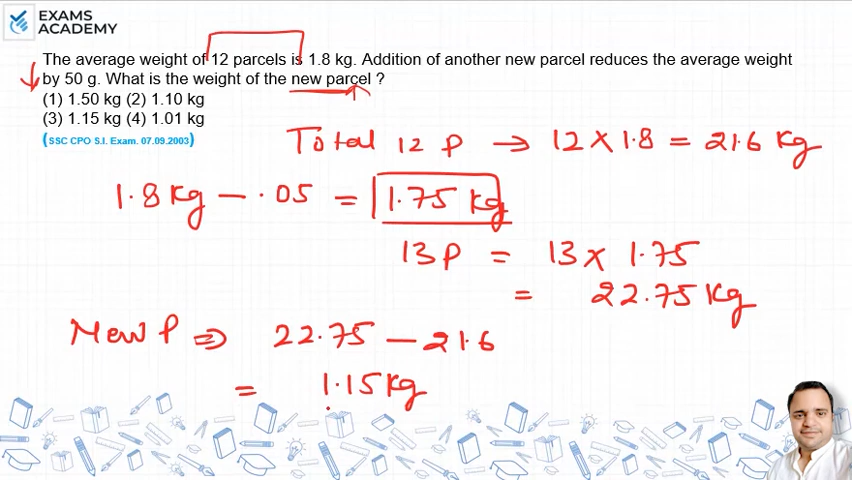 EXAMS
ACADEMY
The average weight of 12 parcels is 1.8 kg. Addition of another new parcel reduces the average weight
by 50 g. What is the weight of the new parcel ?
(1) 1.50 kg (2) 1.10 kg
(3) 1.15 kg (4) 1.01 kg
(SSC CPO S.I. Exam. 07.09.2003)
Total 12 P → 12 × 1.8 = 21.6 kg
1.8 kg – .05 = 1.75 kg
13 P = 13 × 1.75
= 22.75 kg
New P ⇒ 22.75 – 21.6
= 1.15 kg